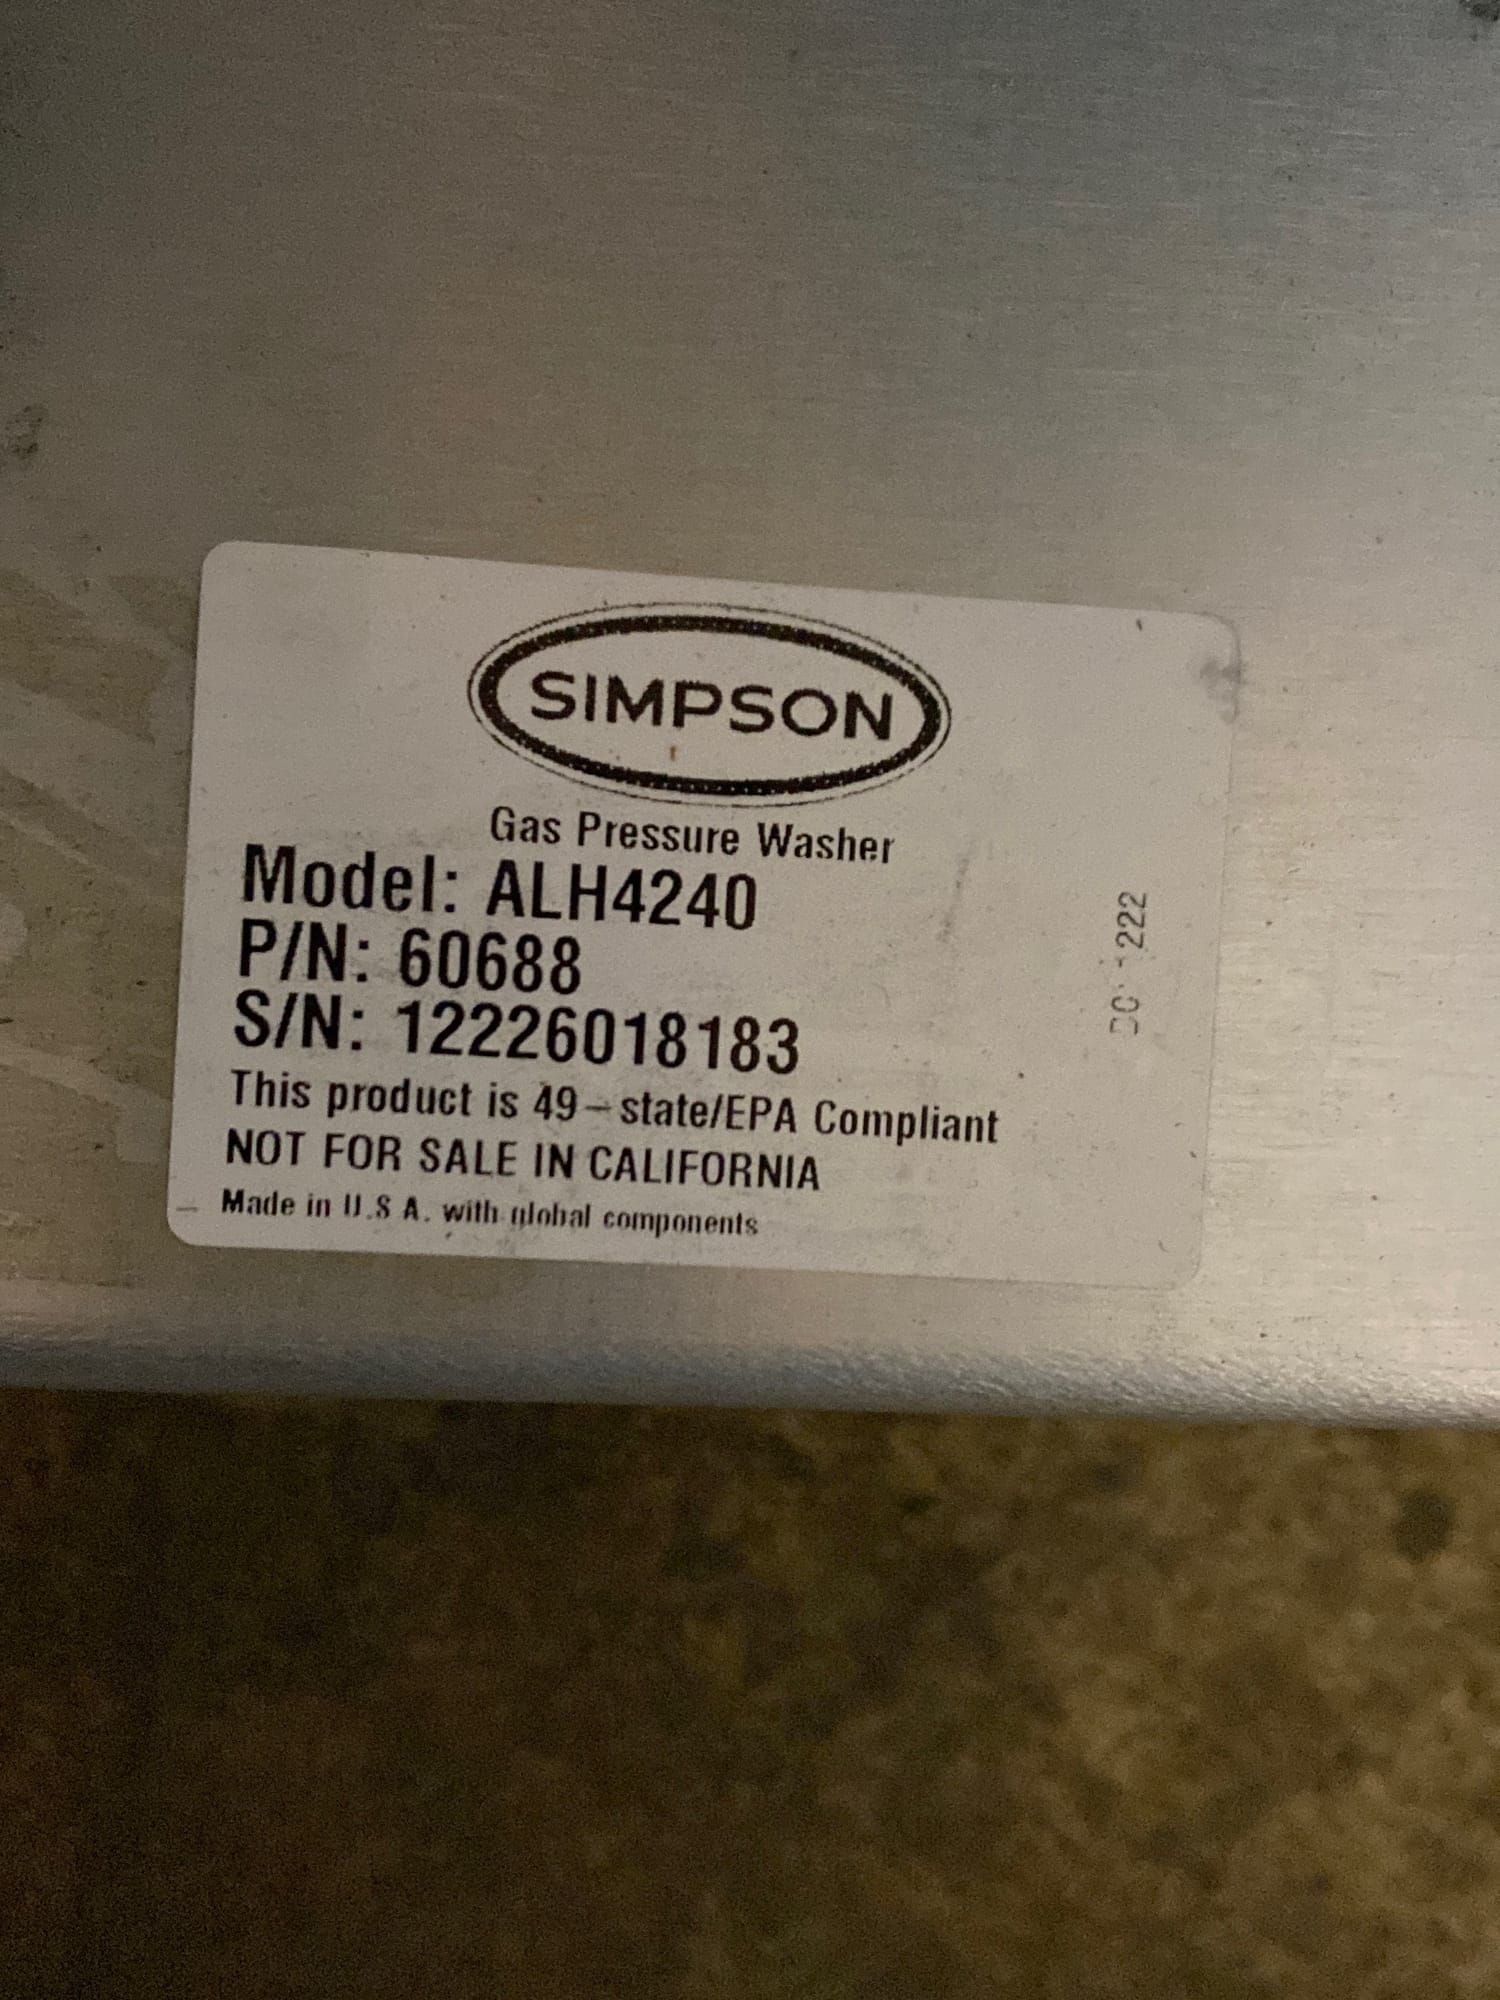 SIMPSON
Gas Pressure Washer
Model: ALH4240
P/N: 60688
S/N: 12226018183
This product is 49-state/EPA Compliant
NOT FOR SALE IN CALIFORNIA
Made in U.S A. with global components